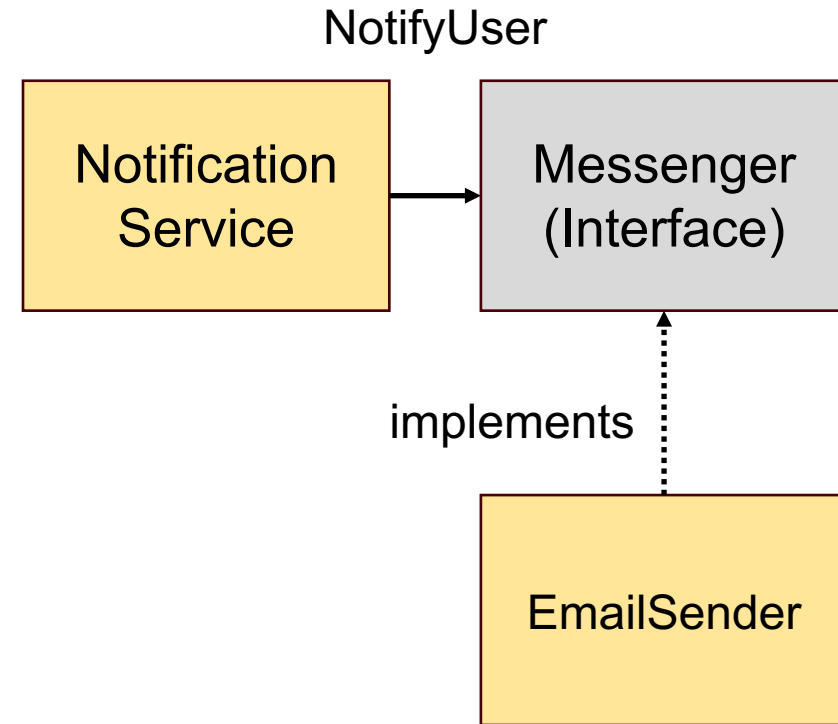 NotifyUser
Notification
Service
Messenger
(Interface)
implements
EmailSender